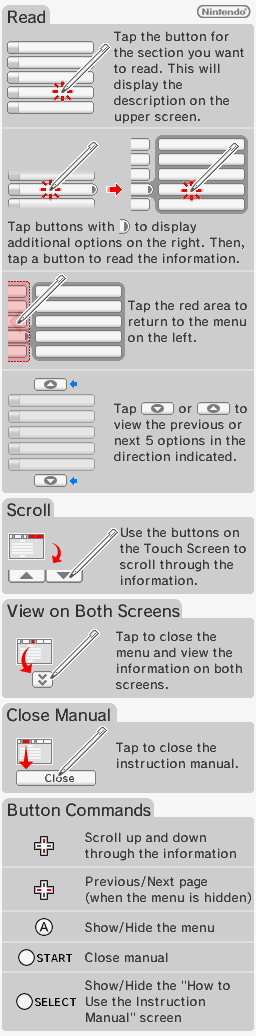 Read
Nintendo®
Tap the button for
the section you want
to read. This will
display the
description on the
upper screen.
Tap buttons with to display
additional options on the right. Then,
tap a button to read the information.
Tap the red area to
return to the menu
on the left.
Tap or to
view the previous or
next 5 options in the
direction indicated.
Scroll
Use the buttons on
the Touch Screen to
scroll through the
information.
View on Both Screens
Tap to close the
menu and view the
information on both
screens.
Close Manual
Tap to close the
instruction manual.
Close
Button Commands
Scroll up and down
through the information
Previous/Next page
(when the menu is hidden)
A Show/Hide the menu
START Close manual
Show/Hide the "How to
SELECT Use the Instruction
Manual" screen